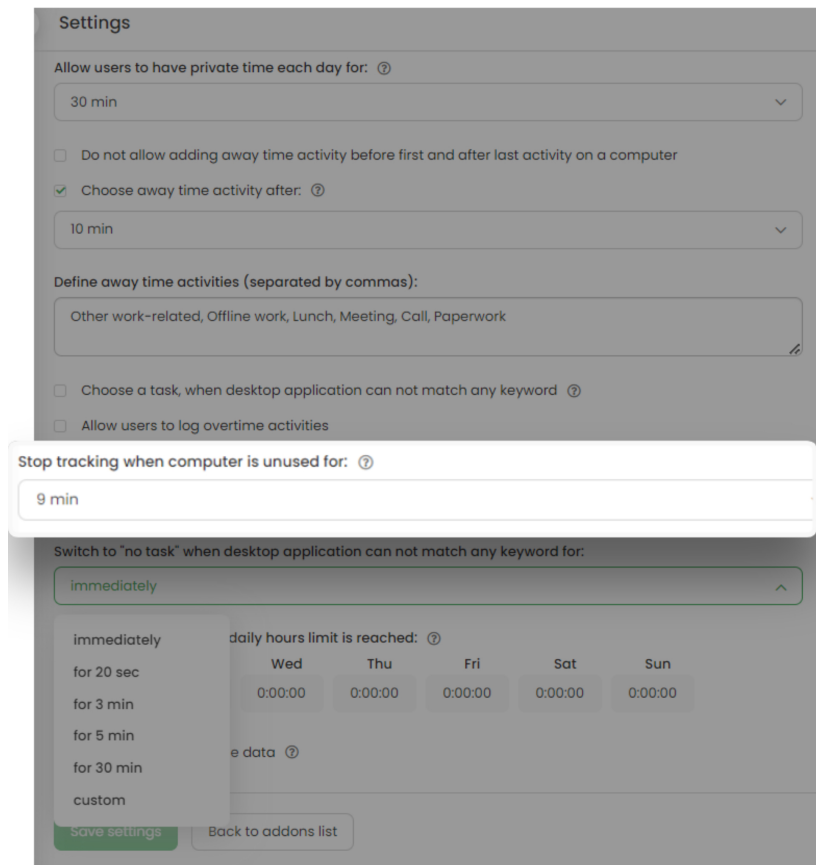 Settings
Allow users to have private time each day for:
30 min
Do not allow adding away time activity before first and after last activity on a computer
Choose away time activity after:
10 min
Define away time activities (separated by commas):
Other work-related, Offline work, Lunch, Meeting, Call, Paperwork
Choose a task, when desktop application can not match any keyword
Allow users to log overtime activities
Stop tracking when computer is unused for:
9 min
Switch to "no task" when desktop application can not match any keyword for:
immediately
immediately
for 20 sec
for 3 min
for 5 min
for 30 min
custom
daily hours limit is reached:
Wed Thu Fri Sat Sun
0:00:00 0:00:00 0:00:00 0:00:00 0:00:00
e data
Save settings Back to addons list